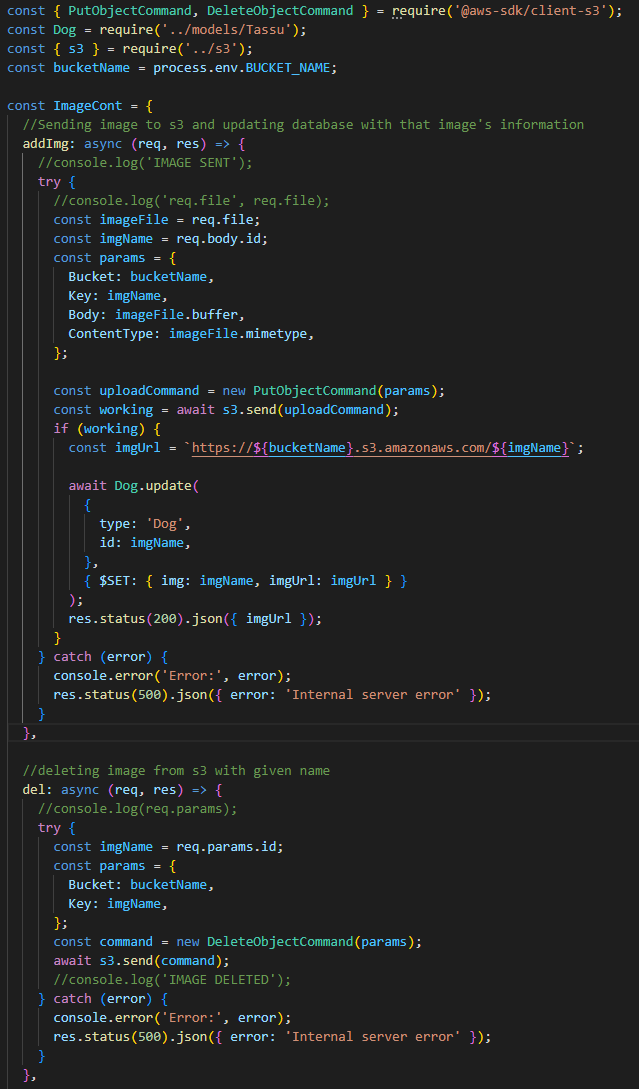 const { PutObjectCommand, DeleteObjectCommand } = require('@aws-sdk/client-s3');
const Dog = require('../models/Tassu');
const { s3 } = require('../s3');
const bucketName = process.env.BUCKET_NAME;

const ImageCont = {
  //Sending image to s3 and updating database with that image's information
  addImg: async (req, res) => {
    //console.log('IMAGE SENT');
    try {
      //console.log('req.file', req.file);
      const imageFile = req.file;
      const imgName = req.body.id;
      const params = {
        Bucket: bucketName,
        Key: imgName,
        Body: imageFile.buffer,
        ContentType: imageFile.mimetype,
      };

      const uploadCommand = new PutObjectCommand(params);
      const working = await s3.send(uploadCommand);
      if (working) {
        const imgUrl = `https://${bucketName}.s3.amazonaws.com/${imgName}`;

        await Dog.update(
          {
            type: 'Dog',
            id: imgName,
          },
          { $SET: { img: imgName, imgUrl: imgUrl } }
        );
        res.status(200).json({ imgUrl });
      }
    } catch (error) {
      console.error('Error:', error);
      res.status(500).json({ error: 'Internal server error' });
    }
  },

  //deleting image from s3 with given name
  del: async (req, res) => {
    //console.log(req.params);
    try {
      const imgName = req.params.id;
      const params = {
        Bucket: bucketName,
        Key: imgName,
      };
      const command = new DeleteObjectCommand(params);
      await s3.send(command);
      //console.log('IMAGE DELETED');
    } catch (error) {
      console.error('Error:', error);
      res.status(500).json({ error: 'Internal server error' });
    }
  },